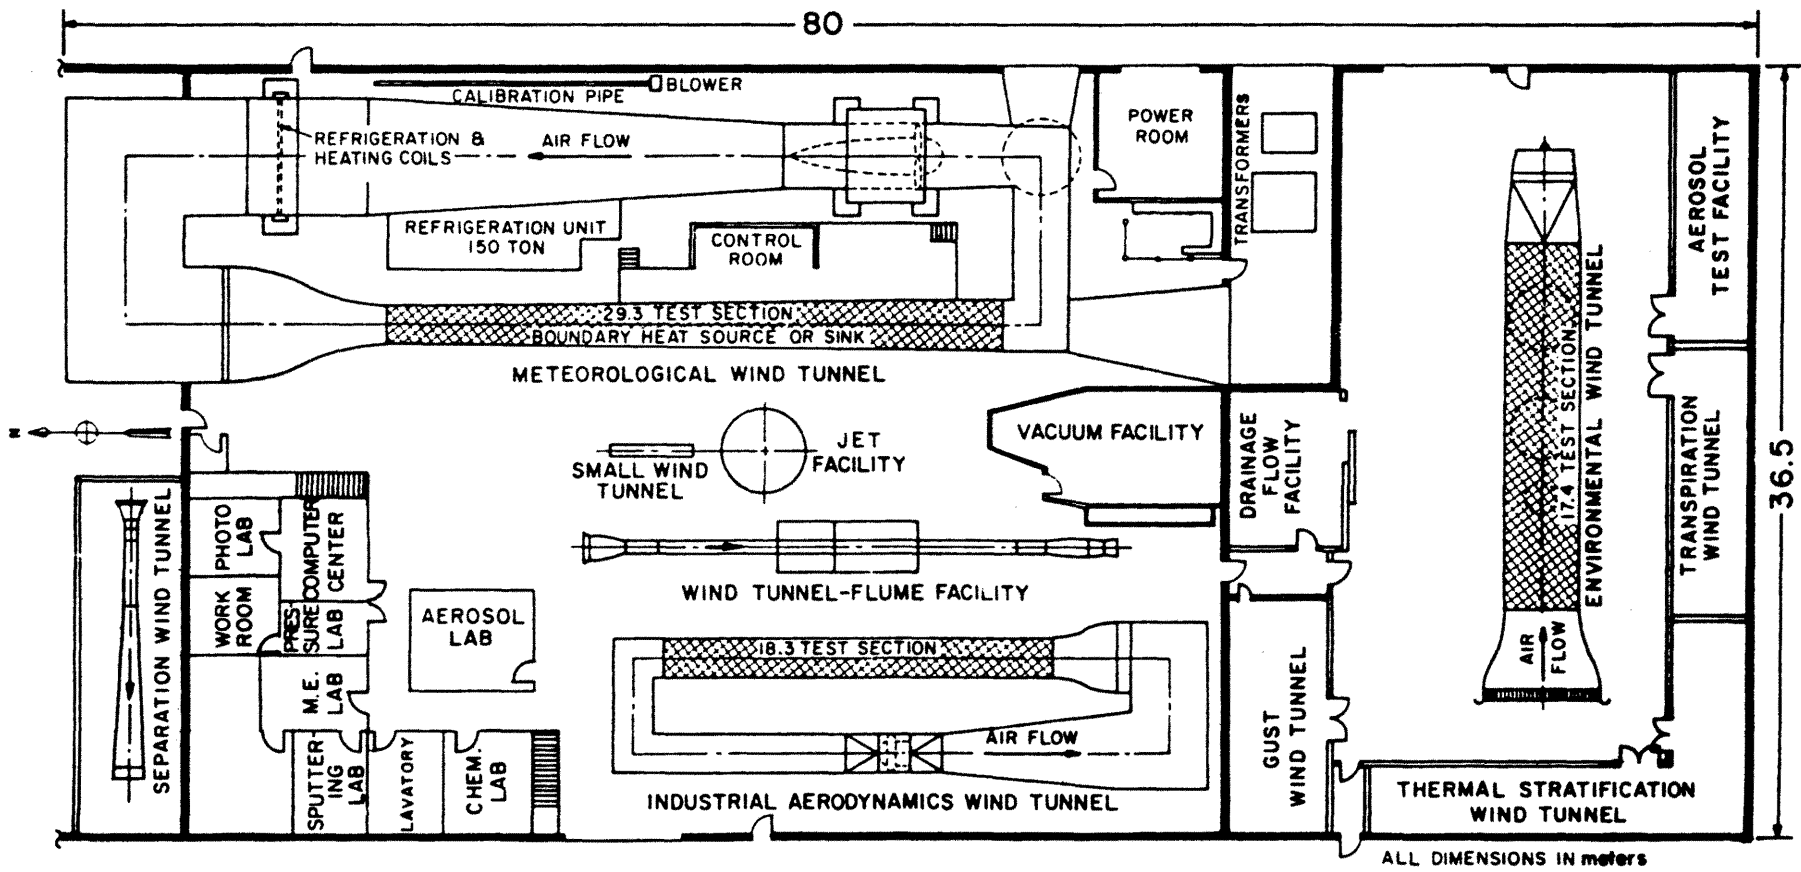 80
CALIBRATION PIPE
BLOWER
REFRIGERATION &
HEATING COILS
AIR FLOW
POWER
ROOM
TRANSFORMERS
AEROSOL
TEST FACILITY
REFRIGERATION UNIT
150 TON
CONTROL
ROOM
29.3 TEST SECTION
BOUNDARY HEAT SOURCE OR SINK
METEOROLOGICAL WIND TUNNEL
17.4 TEST SECTION
ENVIRONMENTAL WIND TUNNEL
AIR
FLOW
N
SMALL WIND
TUNNEL
JET
FACILITY
VACUUM FACILITY
DRAINAGE
FLOW
FACILITY
TRANSPIRATION
WIND TUNNEL
36.5
SEPARATION WIND TUNNEL
PHOTO
LAB
COMPUTER
CENTER
WORK
ROOM
PRES-
SURE
LAB
AEROSOL
LAB
WIND TUNNEL-FLUME FACILITY
M.E.
LAB
SPUTTER-
ING
LAB
LAVATORY
CHEM.
LAB
18.3 TEST SECTION
AIR FLOW
INDUSTRIAL AERODYNAMICS WIND TUNNEL
GUST
WIND TUNNEL
THERMAL STRATIFICATION
WIND TUNNEL
ALL DIMENSIONS IN meters